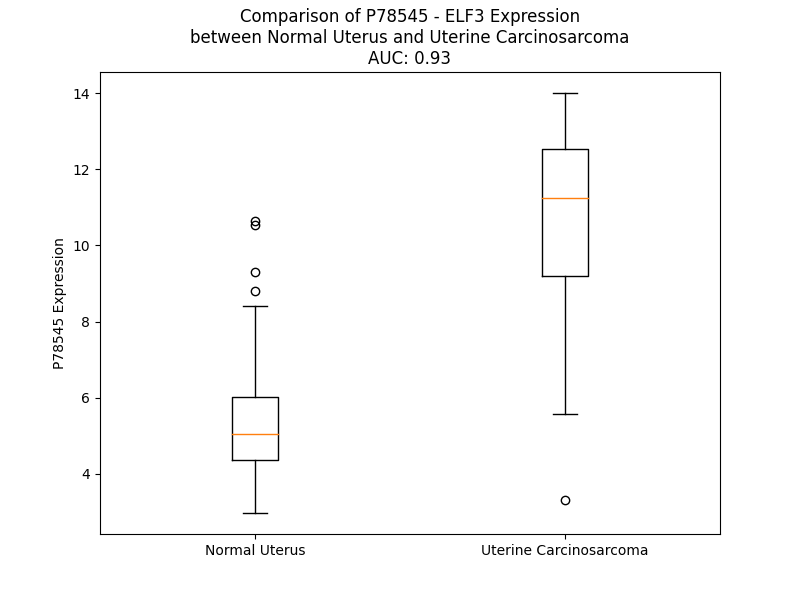 Comparison of P78545 - ELF3 Expression
between Normal Uterus and Uterine Carcinosarcoma
AUC: 0.93
14
12
10
8
6
4
P78545 Expression
Normal Uterus
Uterine Carcinosarcoma